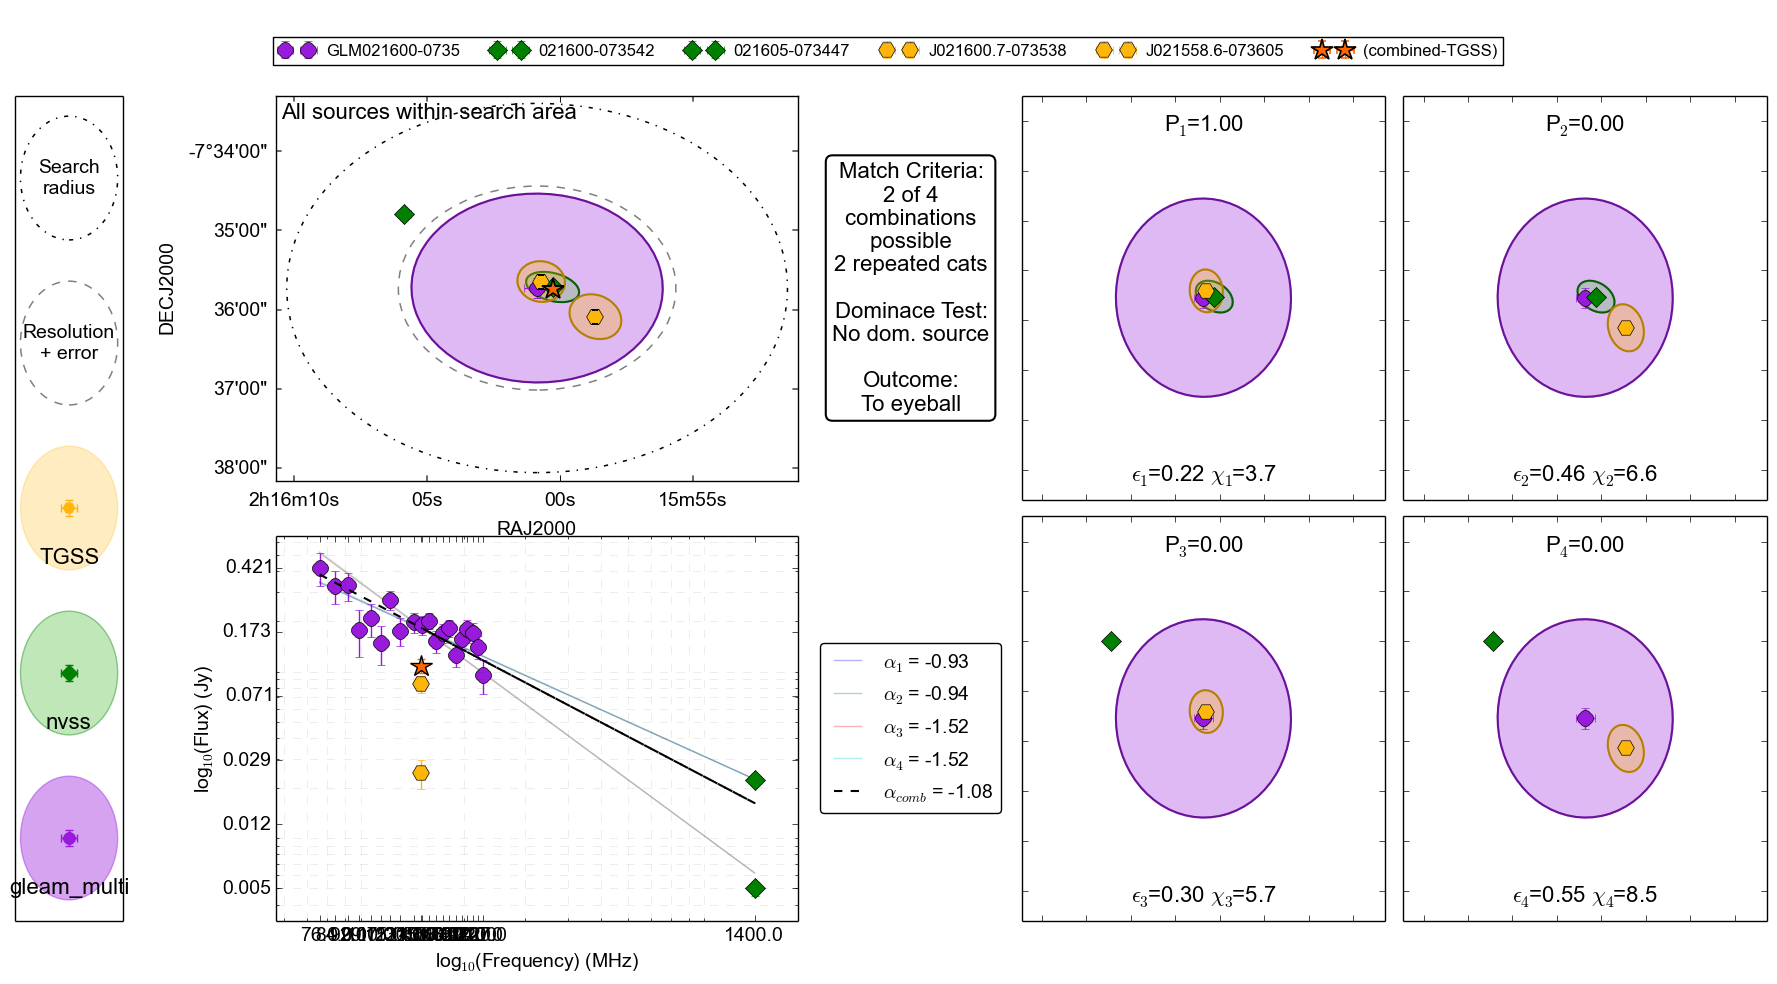 GLM021600-0735 021600-073542 021605-073447 J021600.7-073538 J021558.6-073605 (combined-TGSS)
Search
radius
Resolution
+ error
TGSS
nvss
gleam_multi
All sources within search area
DECJ2000
-7°34'00"
35'00"
36'00"
37'00"
38'00"
2h16m10s 05s 00s 15m55s
RAJ2000
Match Criteria:
2 of 4
combinations
possible
2 repeated cats
Dominace Test:
No dom. source
Outcome:
To eyeball
P1=1.00
ϵ1=0.22 χ1=3.7
P2=0.00
ϵ2=0.46 χ2=6.6
log10(Flux) (Jy)
0.421
0.173
0.071
0.029
0.012
0.005
1400.0
log10(Frequency) (MHz)
α1 = -0.93
α2 = -0.94
α3 = -1.52
α4 = -1.52
αcomb = -1.08
P3=0.00
ϵ3=0.30 χ3=5.7
P4=0.00
ϵ4=0.55 χ4=8.5